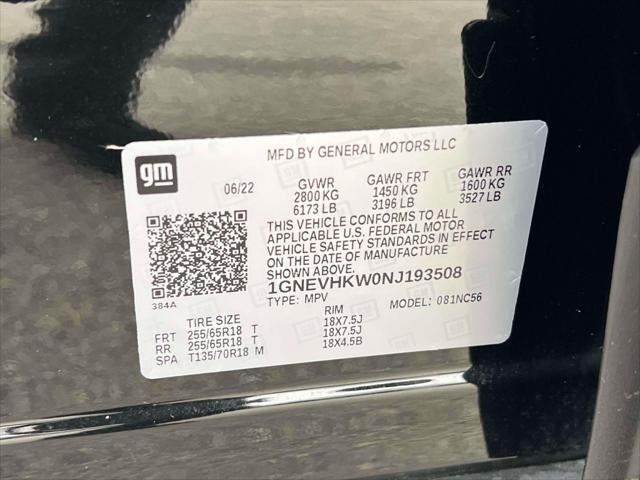 MFD BY GENERAL MOTORS LLC
gm
06/22
GVWR GAWR FRT GAWR RR
2800 KG 1450 KG 1600 KG
6173 LB 3196 LB 3527 LB
THIS VEHICLE CONFORMS TO ALL
APPLICABLE U.S. FEDERAL MOTOR
VEHICLE SAFETY STANDARDS IN EFFECT
ON THE DATE OF MANUFACTURE
SHOWN ABOVE.
1GNEVHKW0NJ193508
384A
TYPE: MPV MODEL: 081NC56
TIRE SIZE RIM
FRT 255/65R18 T 18X7.5J
RR 255/65R18 T 18X7.5J
SPA T135/70R18 M 18X4.5B